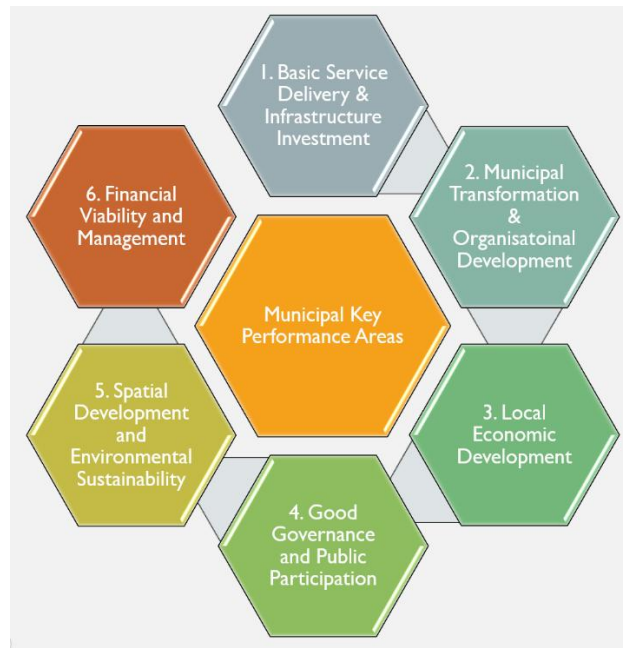 1. Basic Service
Delivery &
Infrastructure
Investment
2. Municipal
Transformation
&
Organisatoinal
Development
3. Local
Economic
Development
4. Good
Governance
and Public
Participation
5. Spatial
Development
and
Environmental
Sustainability
6. Financial
Viability and
Management
Municipal Key
Performance Areas